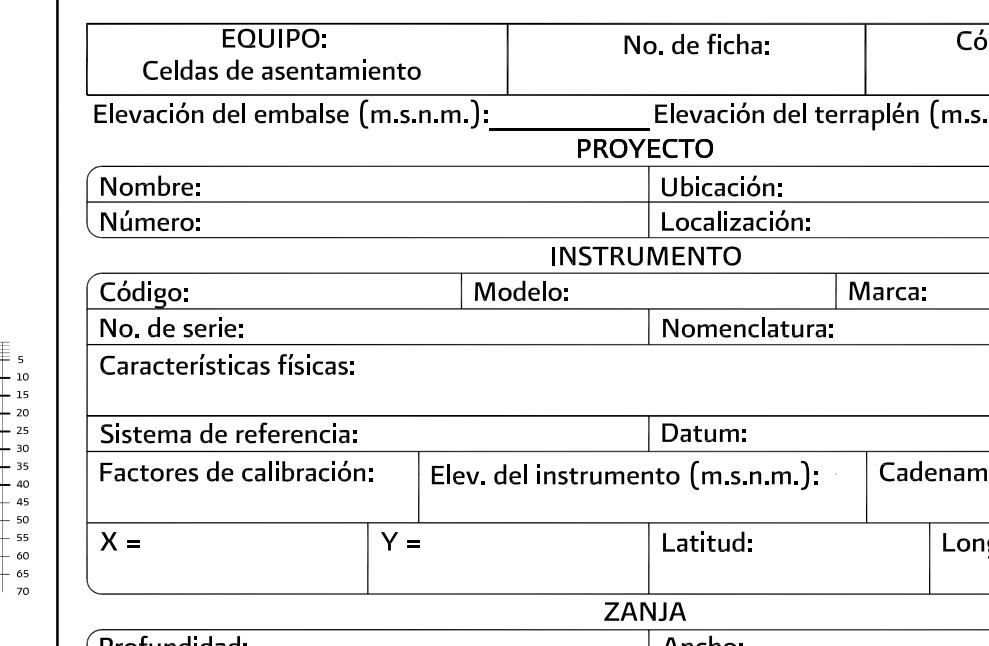 EQUIPO:
Celdas de asentamiento
No. de ficha:
Elevación del embalse (m.s.n.m.): Elevación del terraplén (m.s.
PROYECTO
Nombre: Ubicación:
Número: Localización:
INSTRUMENTO
Código: Modelo: Marca:
No. de serie: Nomenclatura:
Características físicas:
Sistema de referencia: Datum:
Factores de calibración: Elev. del instrumento (m.s.n.m.): Cadenam
X = Y = Latitud:
5
10
15
20
25
30
35
40
45
50
55
60
65
70
ZANJA
Profundidad: Ancho: